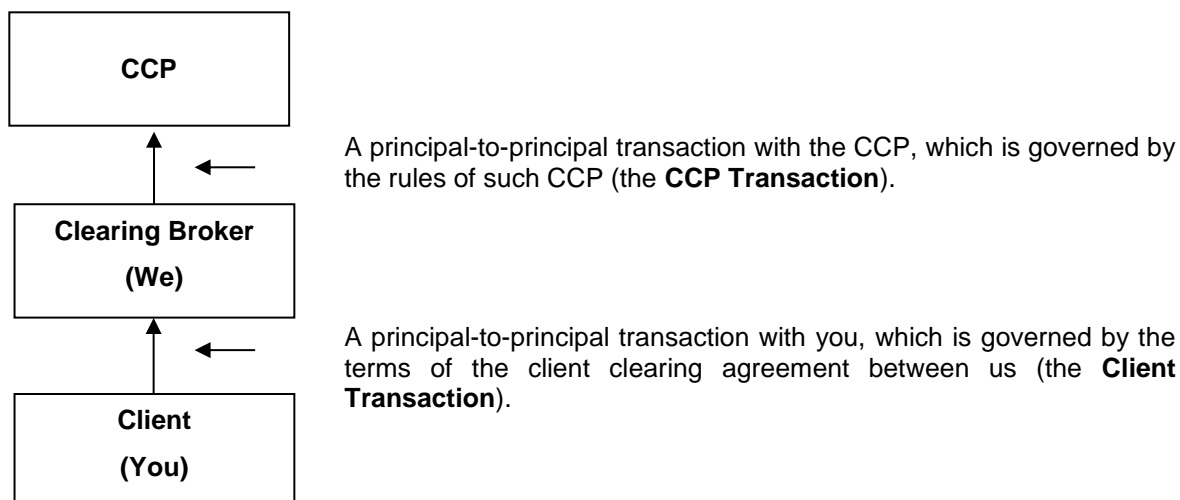 CCP
A principal-to-principal transaction with the CCP, which is governed by
the rules of such CCP (the CCP Transaction).
Clearing Broker
(We)
A principal-to-principal transaction with you, which is governed by the
terms of the client clearing agreement between us (the Client
Transaction).
Client
(You)